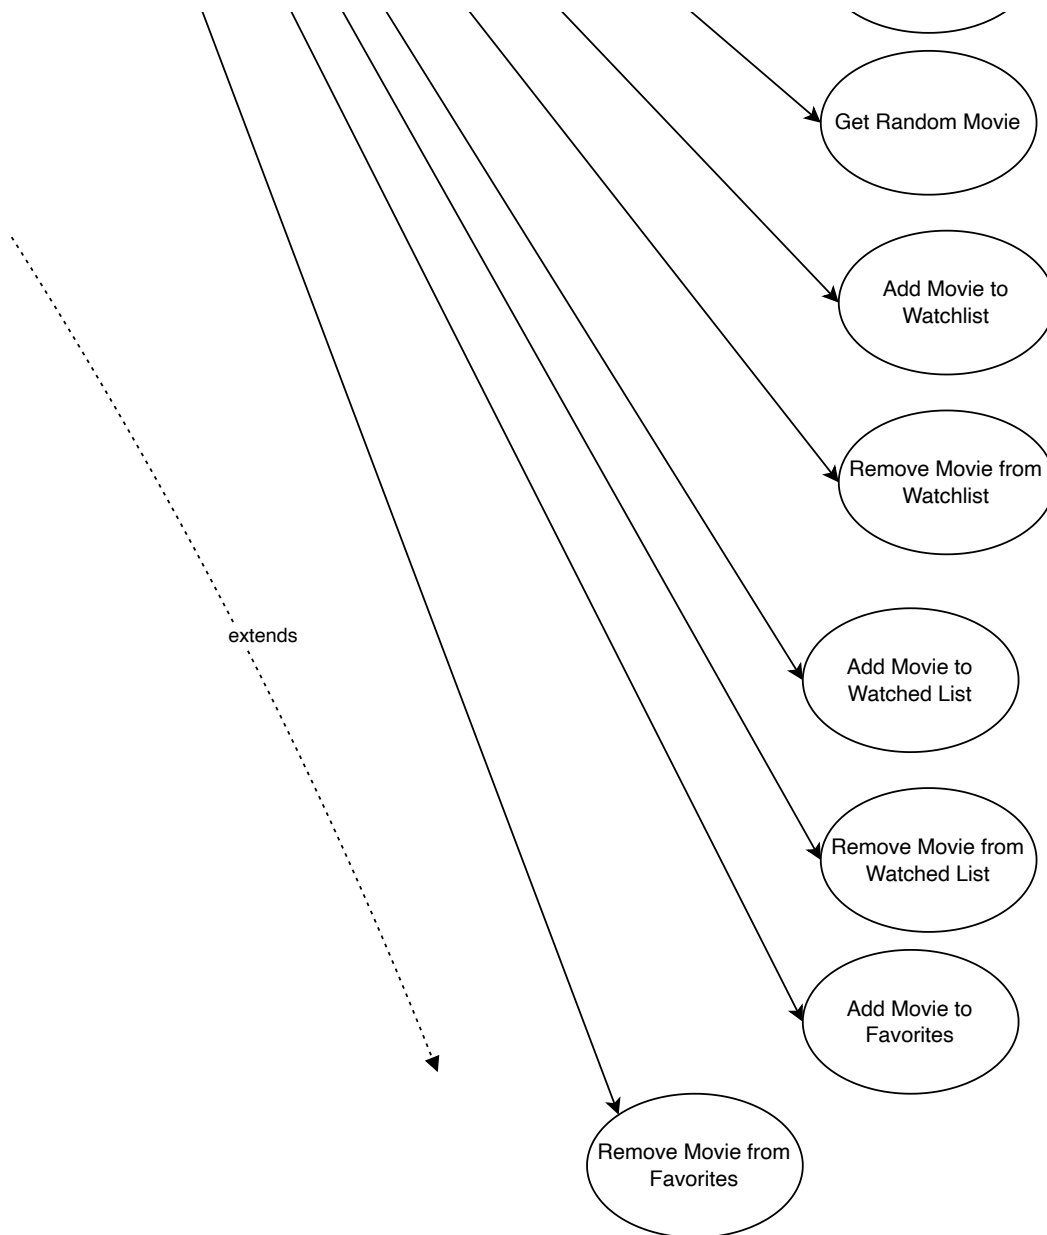 Get Random Movie
Add Movie to
Watchlist
Remove Movie from
Watchlist
extends
Add Movie to
Watched List
Remove Movie from
Watched List
Add Movie to
Favorites
Remove Movie from
Favorites